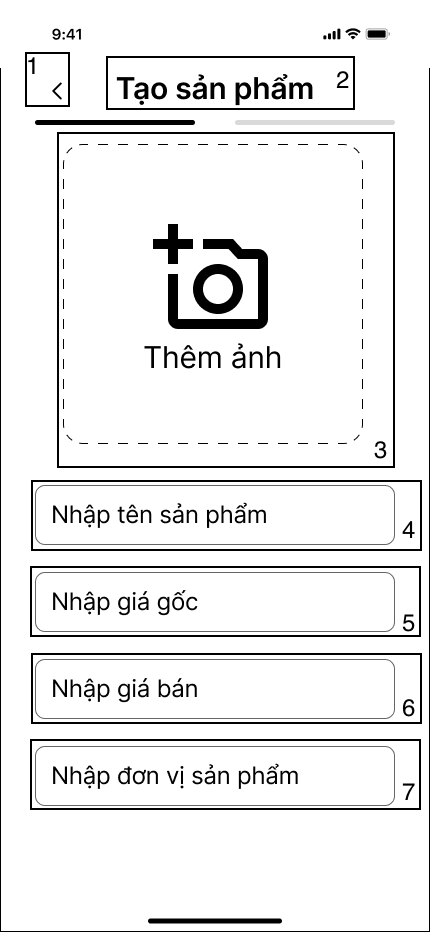 9:41
1
Tạo sản phẩm 2
Thêm ảnh
3
Nhập tên sản phẩm
4
Nhập giá gốc
5
Nhập giá bán
6
Nhập đơn vị sản phẩm
7